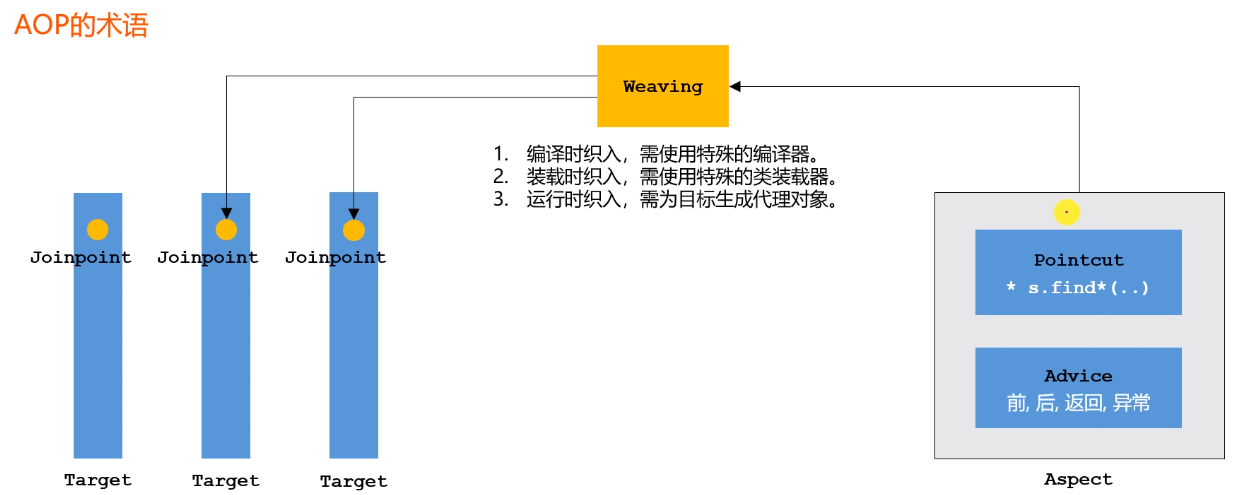 AOP的术语
Weaving
1. 编译时织入，需使用特殊的编译器。
2. 装载时织入，需使用特殊的类装载器。
3. 运行时织入，需为目标生成代理对象。
Joinpoint
Joinpoint
Joinpoint
Pointcut
* s.find*(..)
Advice
前, 后, 返回, 异常
Target
Target
Target
Aspect